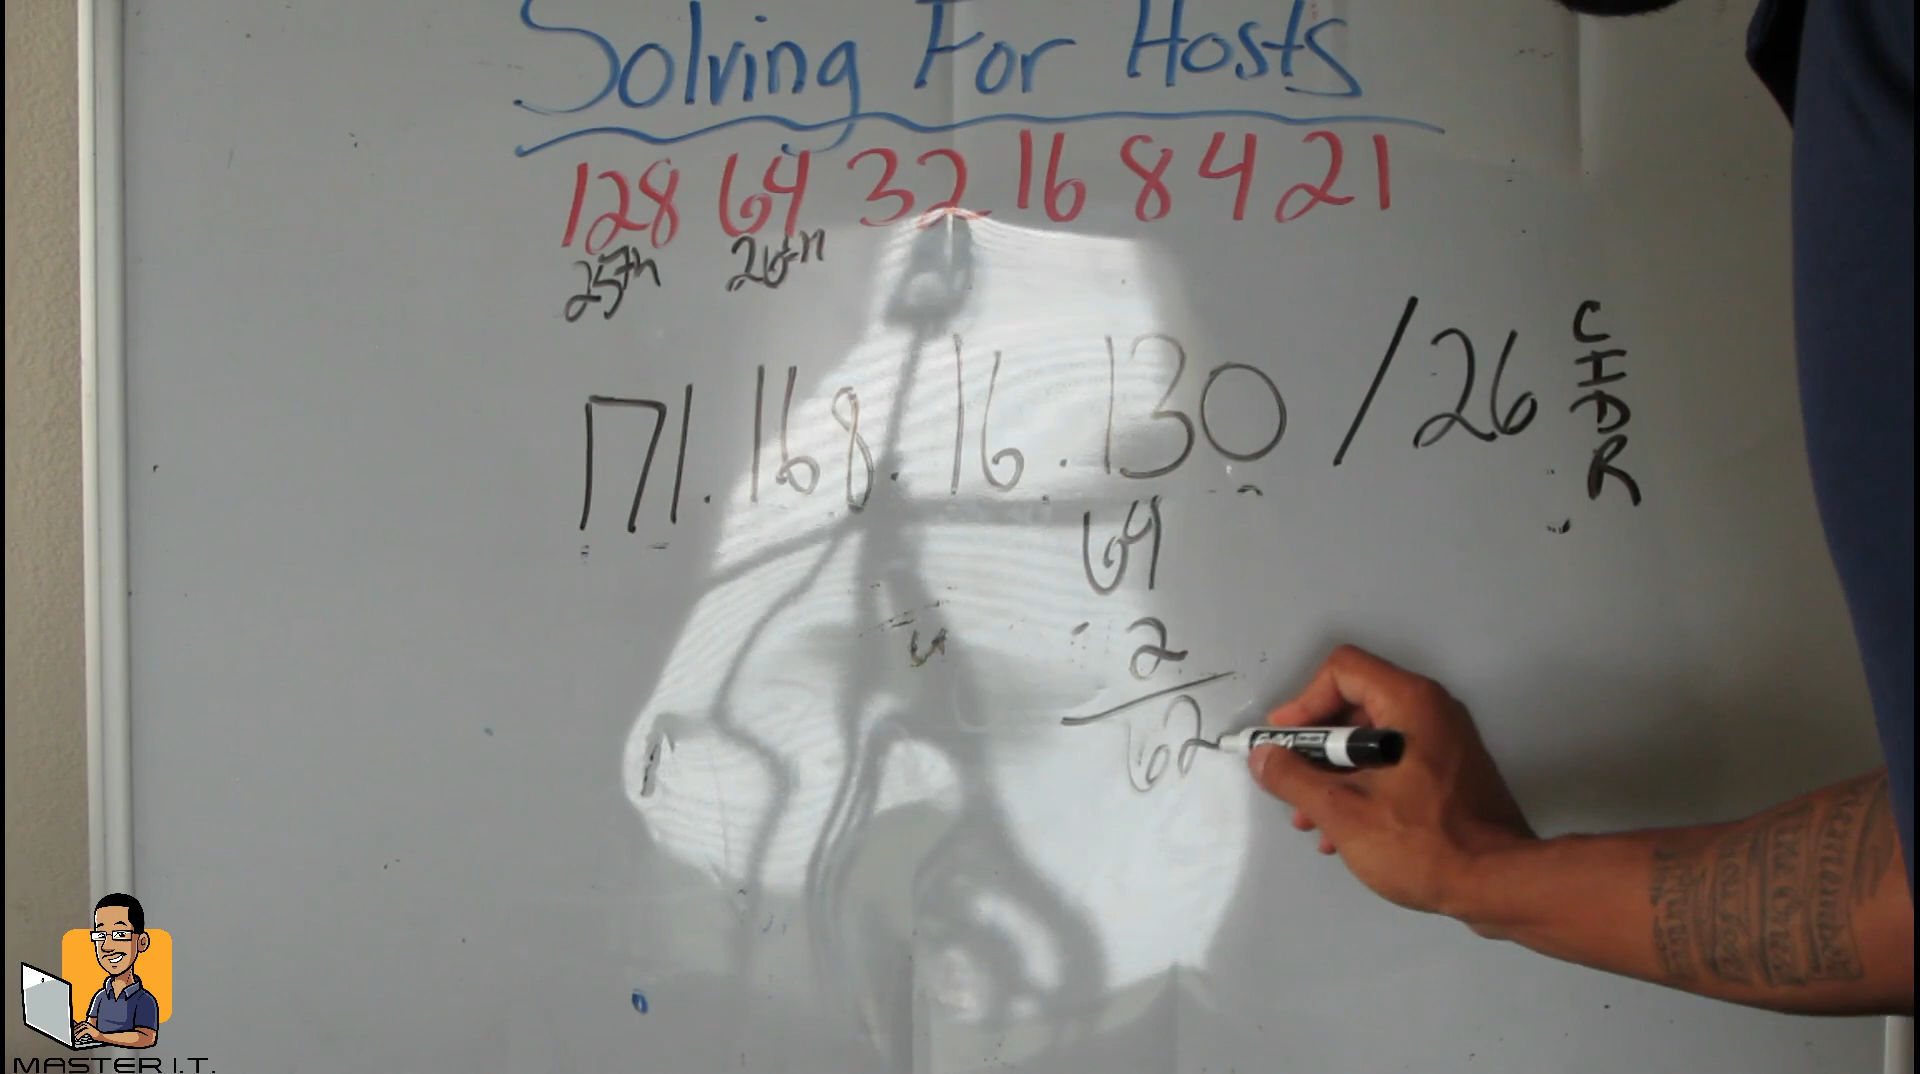 Solving For Hosts
128 64 32 16 8 4 2 1
25th 26th
171.168.16.130 / 26
CIDR
64
2
62
EXPO
MASTER I.T.